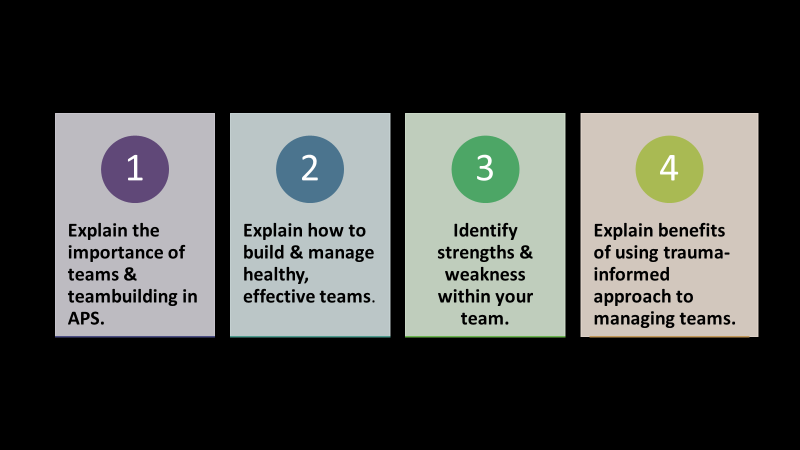 1
Explain the
importance of
teams &
teambuilding in
APS.
2
Explain how to
build & manage
healthy,
effective teams.
3
Identify
strengths &
weakness
within your
team.
4
Explain benefits
of using trauma-
informed
approach to
managing teams.